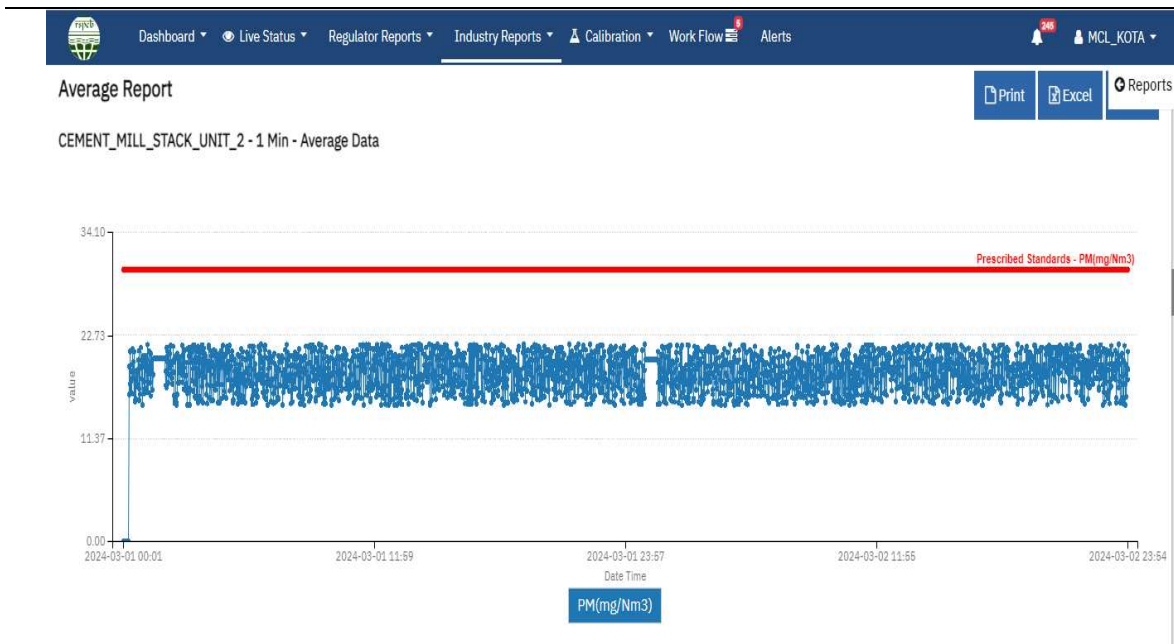 rspcb
Dashboard Live Status Regulator Reports Industry Reports Calibration Work Flow 5 Alerts 245 MCL_KOTA
Average Report
Print Excel Reports
CEMENT_MILL_STACK_UNIT_2 - 1 Min - Average Data
34.10
Prescribed Standards - PM(mg/Nm3)
22.73
value
11.37
0.00
2024-03-01 00:01 2024-03-01 11:59 2024-03-01 23:57 2024-03-02 11:55 2024-03-02 23:54
Date Time
PM(mg/Nm3)